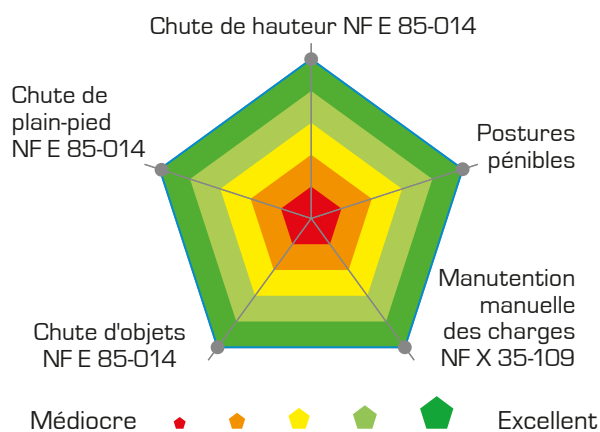 Chute de hauteur NF E 85-014
Chute de
plain-pied
NF E 85-014
Postures
pénibles
Manutention
manuelle
des charges
NF X 35-109
Chute d'objets
NF E 85-014
Médiocre
Excellent